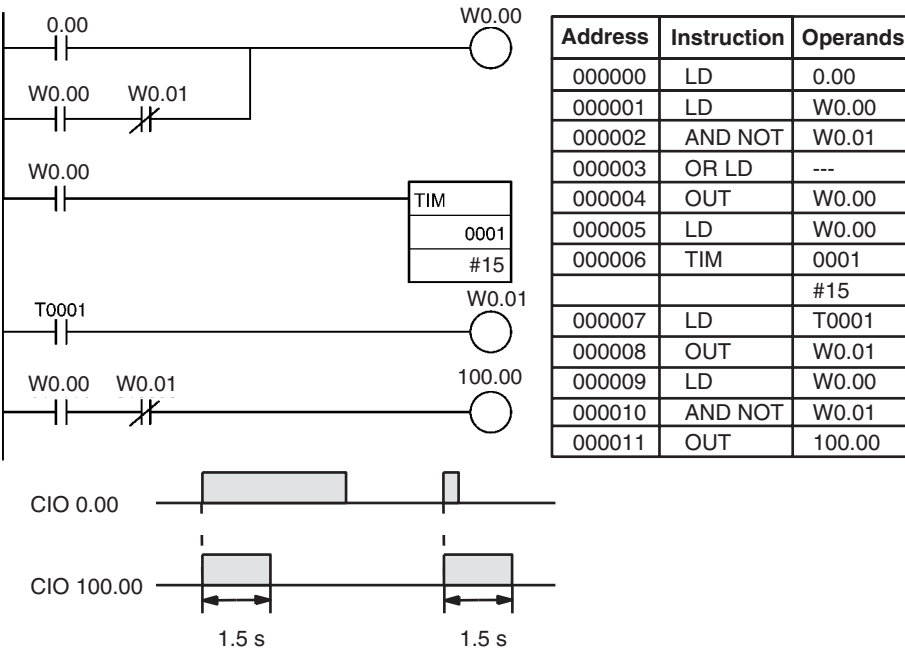 0.00
W0.00
W0.00 W0.01
W0.00
TIM
0001
#15
T0001
W0.01
W0.00 W0.01
100.00
Address Instruction Operands
000000 LD 0.00
000001 LD W0.00
000002 AND NOT W0.01
000003 OR LD ---
000004 OUT W0.00
000005 LD W0.00
000006 TIM 0001
#15
000007 LD T0001
000008 OUT W0.01
000009 LD W0.00
000010 AND NOT W0.01
000011 OUT 100.00
CIO 0.00
CIO 100.00
1.5 s 1.5 s